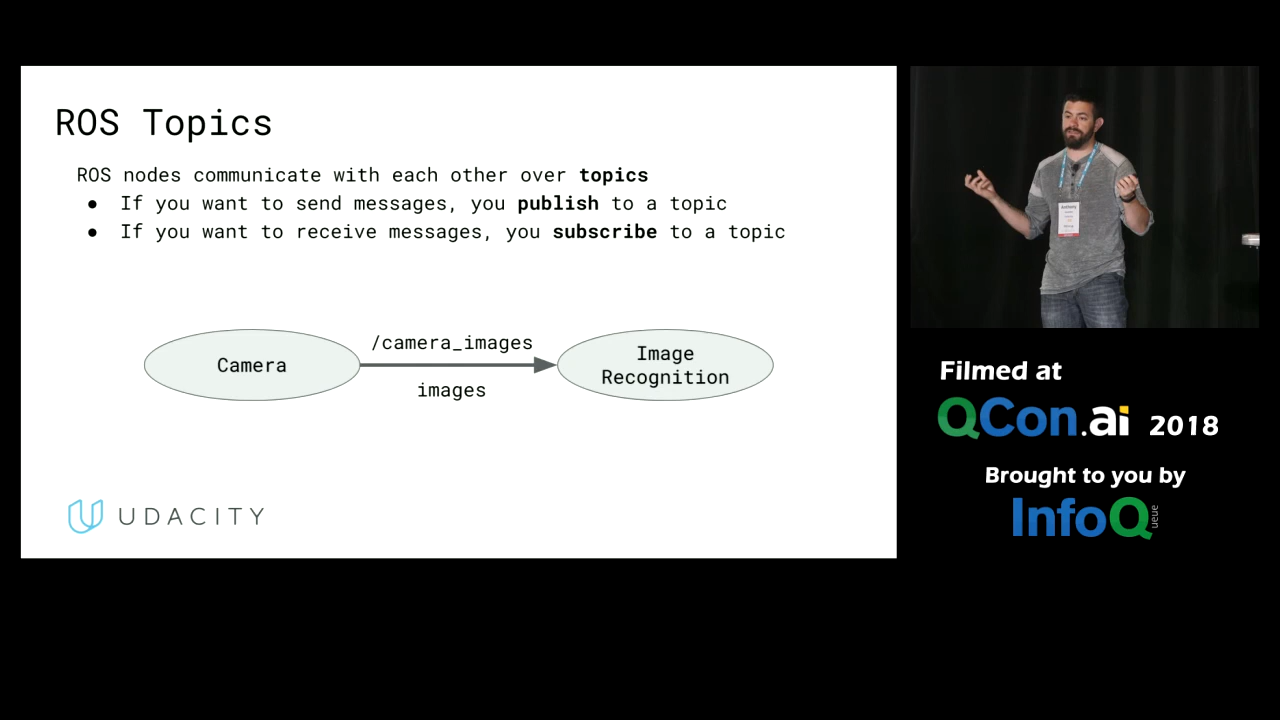 ROS Topics
ROS nodes communicate with each other over topics
● If you want to send messages, you publish to a topic
● If you want to receive messages, you subscribe to a topic
Camera
/camera_images
images
Image
Recognition
UDACITY
Anthony
Filmed at
QCon.ai 2018
Brought to you by
InfoQueue